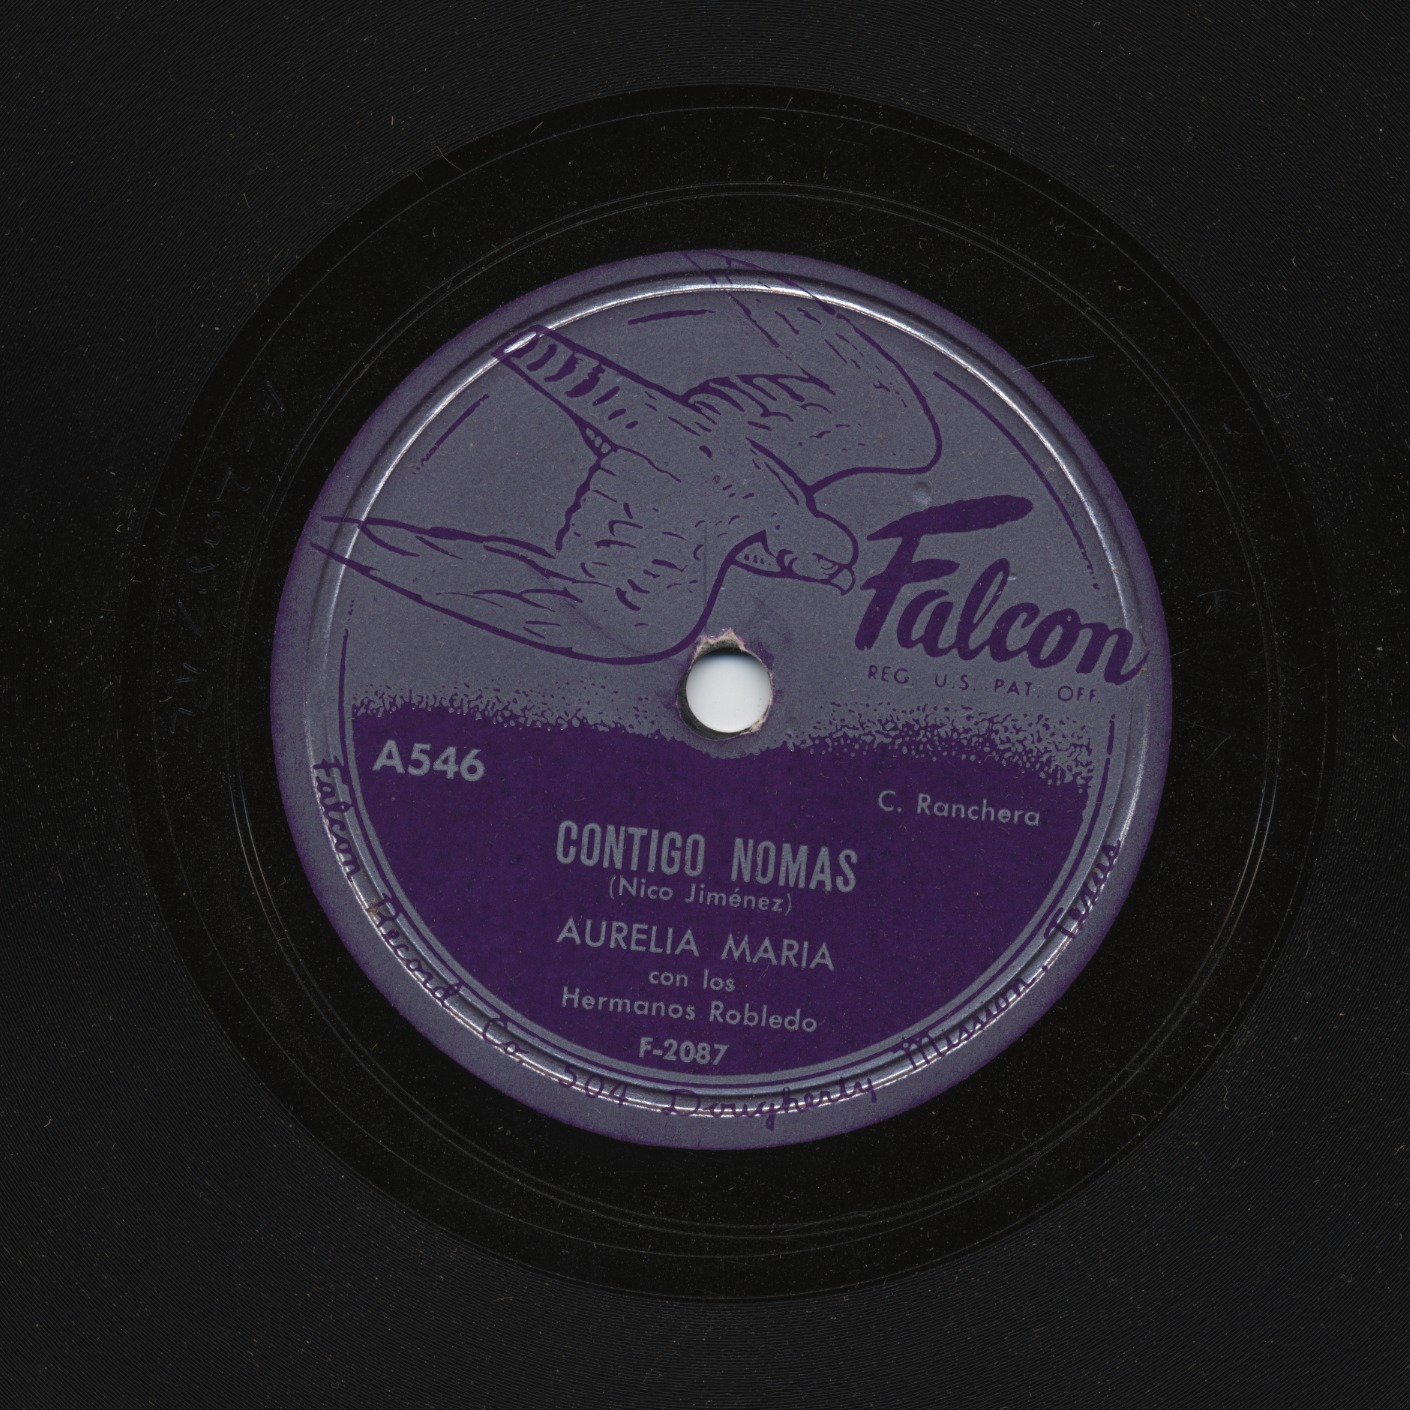 Falcon
REG. U.S. PAT. OFF.
A546
C. Ranchera
CONTIGO NOMAS
(Nico Jiménez)
AURELIA MARIA
con los
Hermanos Robledo
F-2087
Falcon Record Co. 504 Dougherty Mission, Texas